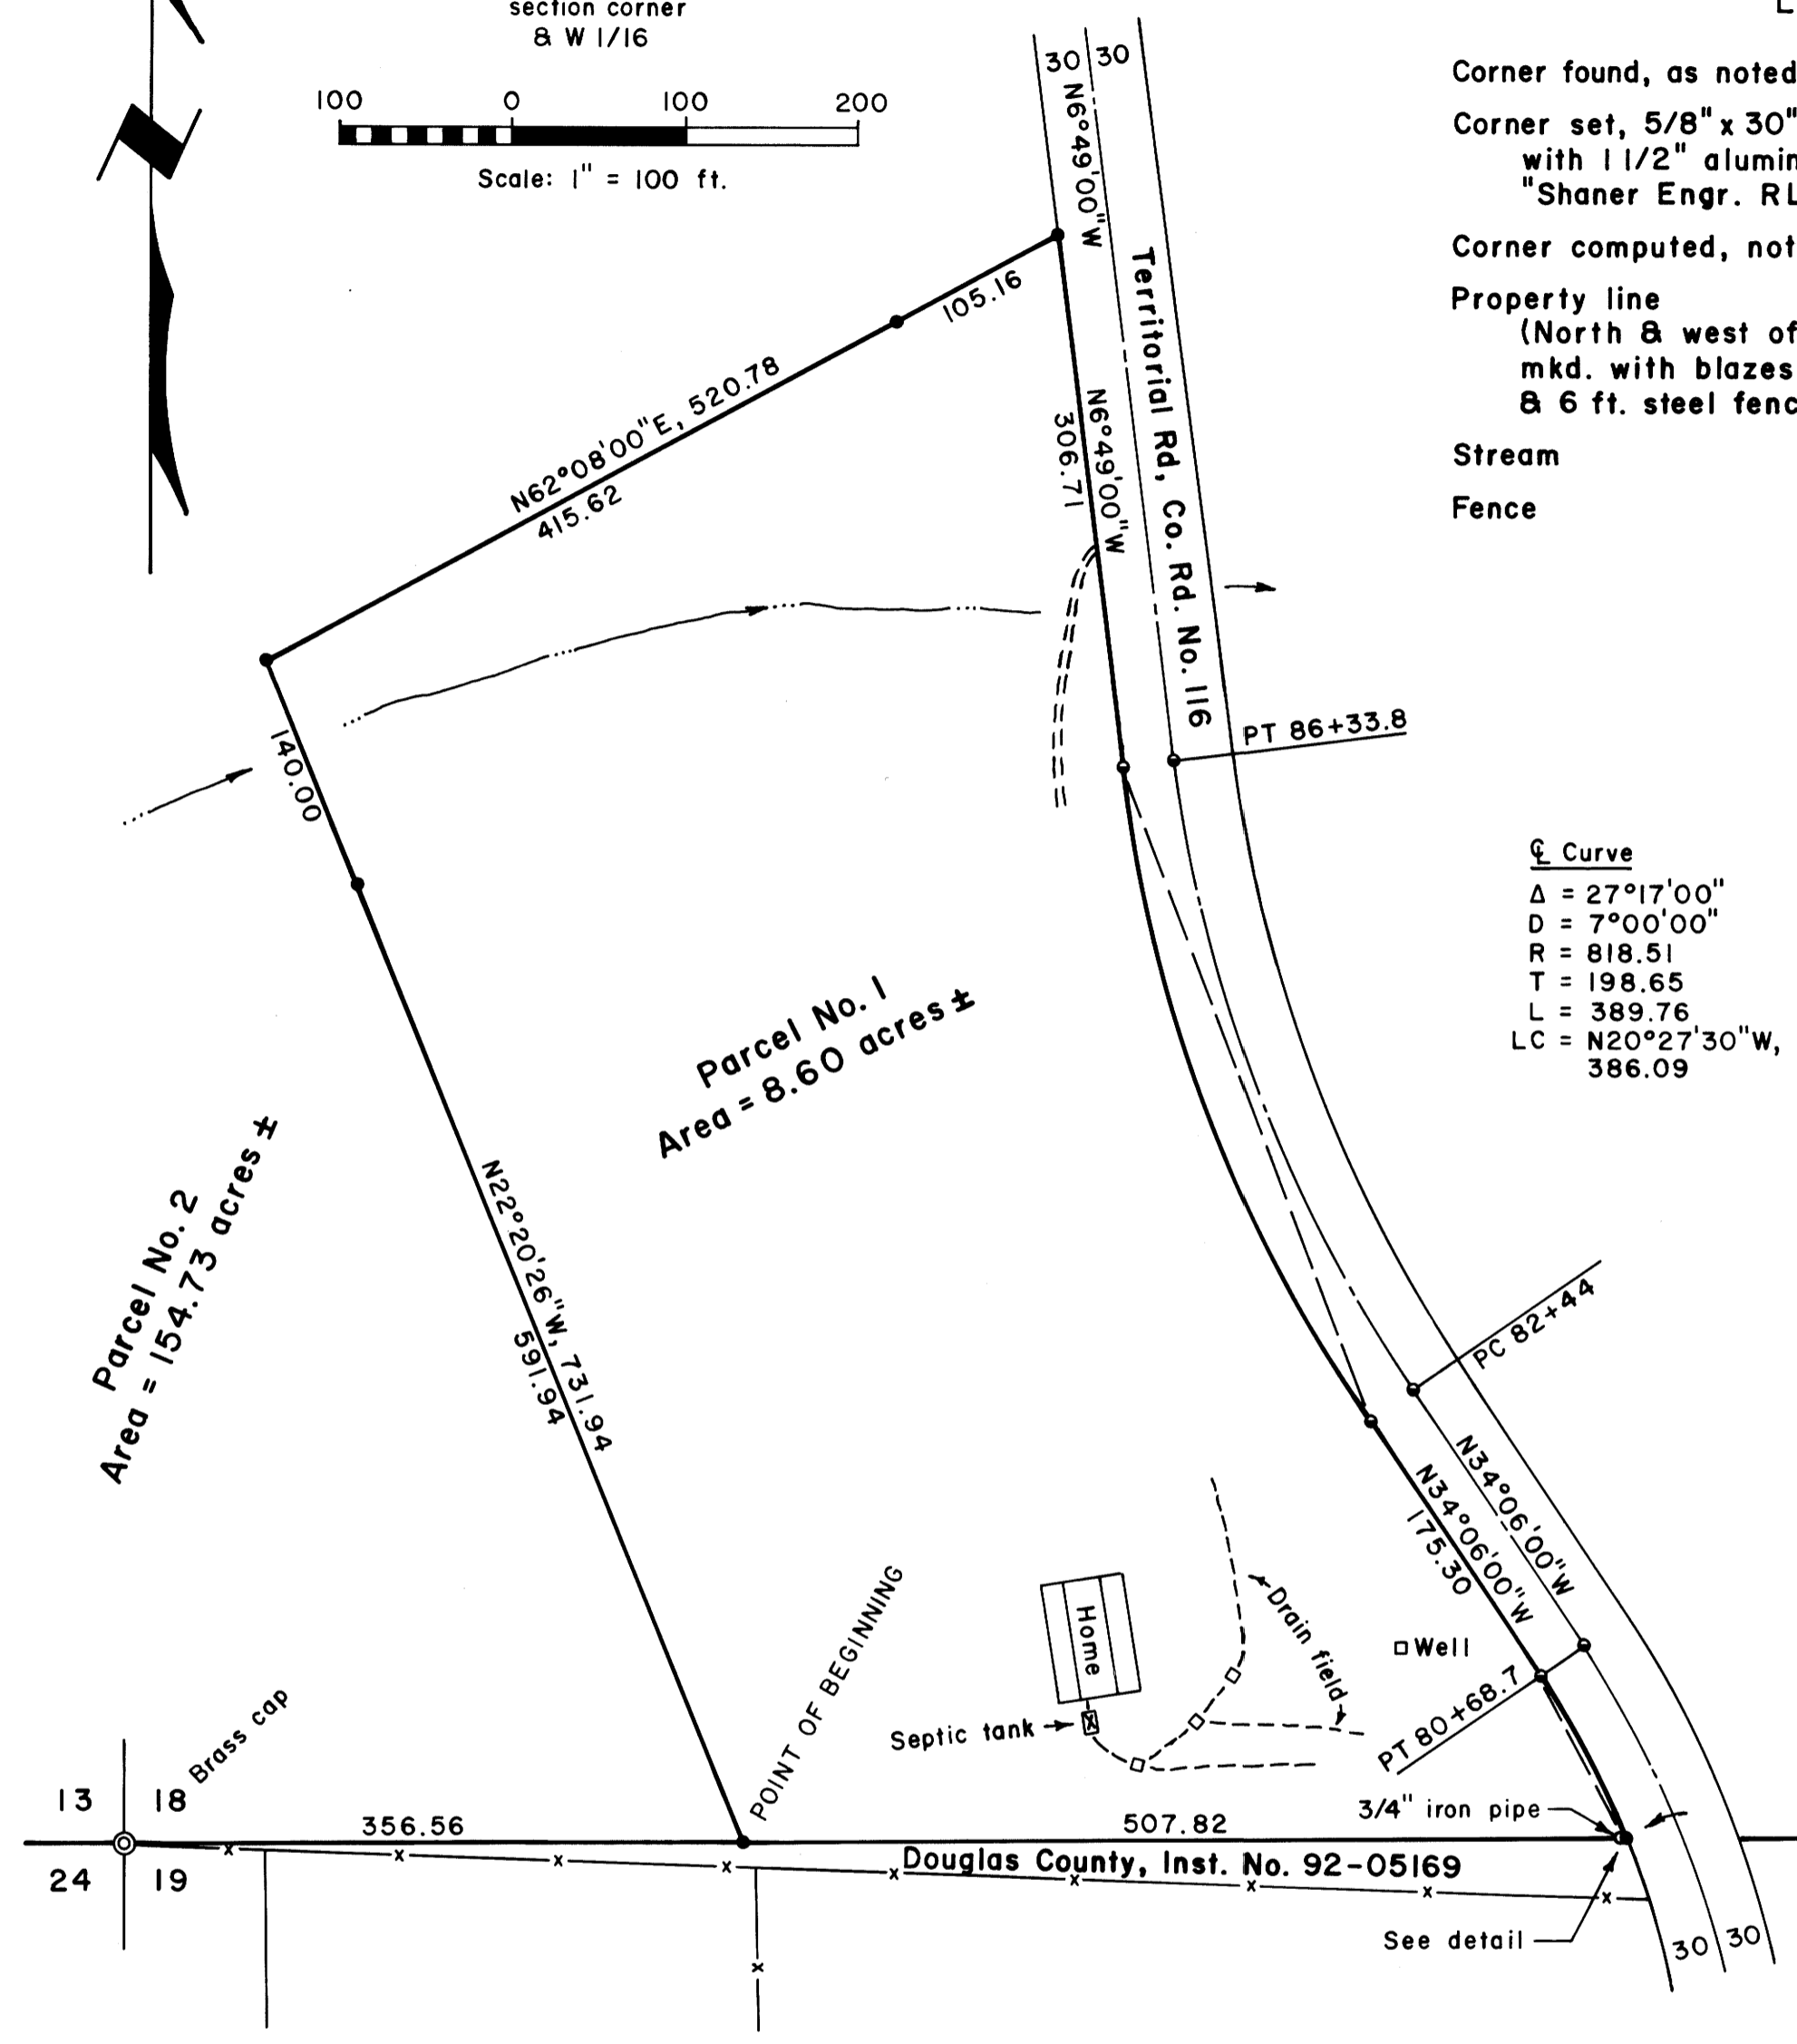 section corner
& W 1/16
100 0 100 200
Scale: 1" = 100 ft.
30 30
N6°49'00"W
Corner found, as noted
Corner set, 5/8" x 30"
with 1 1/2" alumin
"Shaner Engr. RL
Corner computed, not
Property line
(North & west of
mkd. with blazes
& 6 ft. steel fenc
Stream
Fence
105.16
N62°08'00"E, 520.78
415.62
N6°49'00"W
306.71
Territorial Rd, Co. Rd. No. 116
PT 86+33.8
140.00
℄ Curve
Δ = 27°17'00"
D = 7°00'00"
R = 818.51
T = 198.65
L = 389.76
LC = N20°27'30"W,
386.09
Parcel No. 1
Area = 8.60 acres ±
Parcel No. 2
Area = 154.73 acres ±
N22°20'26"W, 731.94
591.94
PC 82+44
N34°06'00"W
N34°06'00"W
175.30
Home
Drain field
Well
Septic tank
PT 80+68.7
POINT OF BEGINNING
Brass cap
13 18
24 19
356.56
507.82
3/4" iron pipe
Douglas County, Inst. No. 92-05169
See detail
30 30